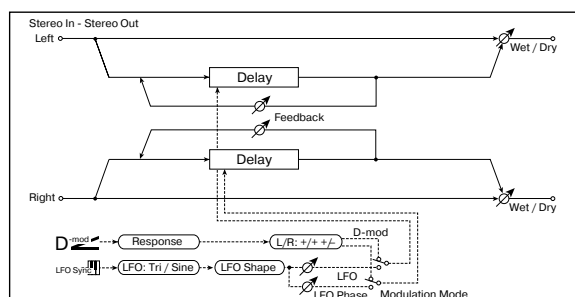 Stereo In - Stereo Out
Left
Wet / Dry
Delay
Feedback
Delay
Right
Wet / Dry
D-mod
D-mod
Response
L/R: +/+ +/-
LFO Sync
LFO: Tri / Sine
LFO Shape
LFO
LFO Phase
Modulation Mode